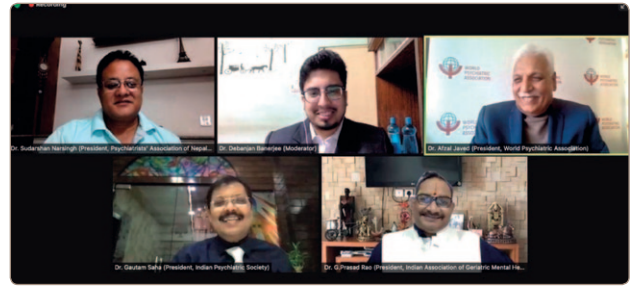 Recording
Dr. Sudarshan Narsingh (President, Psychiatrists' Association of Nepal...
Dr. Debanjan Banerjee (Moderator)
WORLD
PSYCHIATRIC
ASSOCIATION
Dr. Afzal Javed (President, World Psychiatric Association)
Dr. Gautam Saha (President, Indian Psychiatric Society)
Dr. G Prasad Rao (President, Indian Association of Geriatric Mental He...